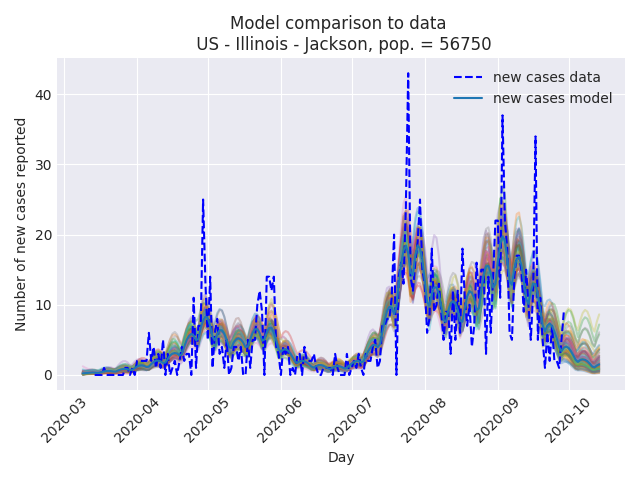 Model comparison to data
US - Illinois - Jackson, pop. = 56750
new cases data
new cases model
Number of new cases reported
40
30
20
10
0
2020-03
2020-04
2020-05
2020-06
2020-07
2020-08
2020-09
2020-10
Day